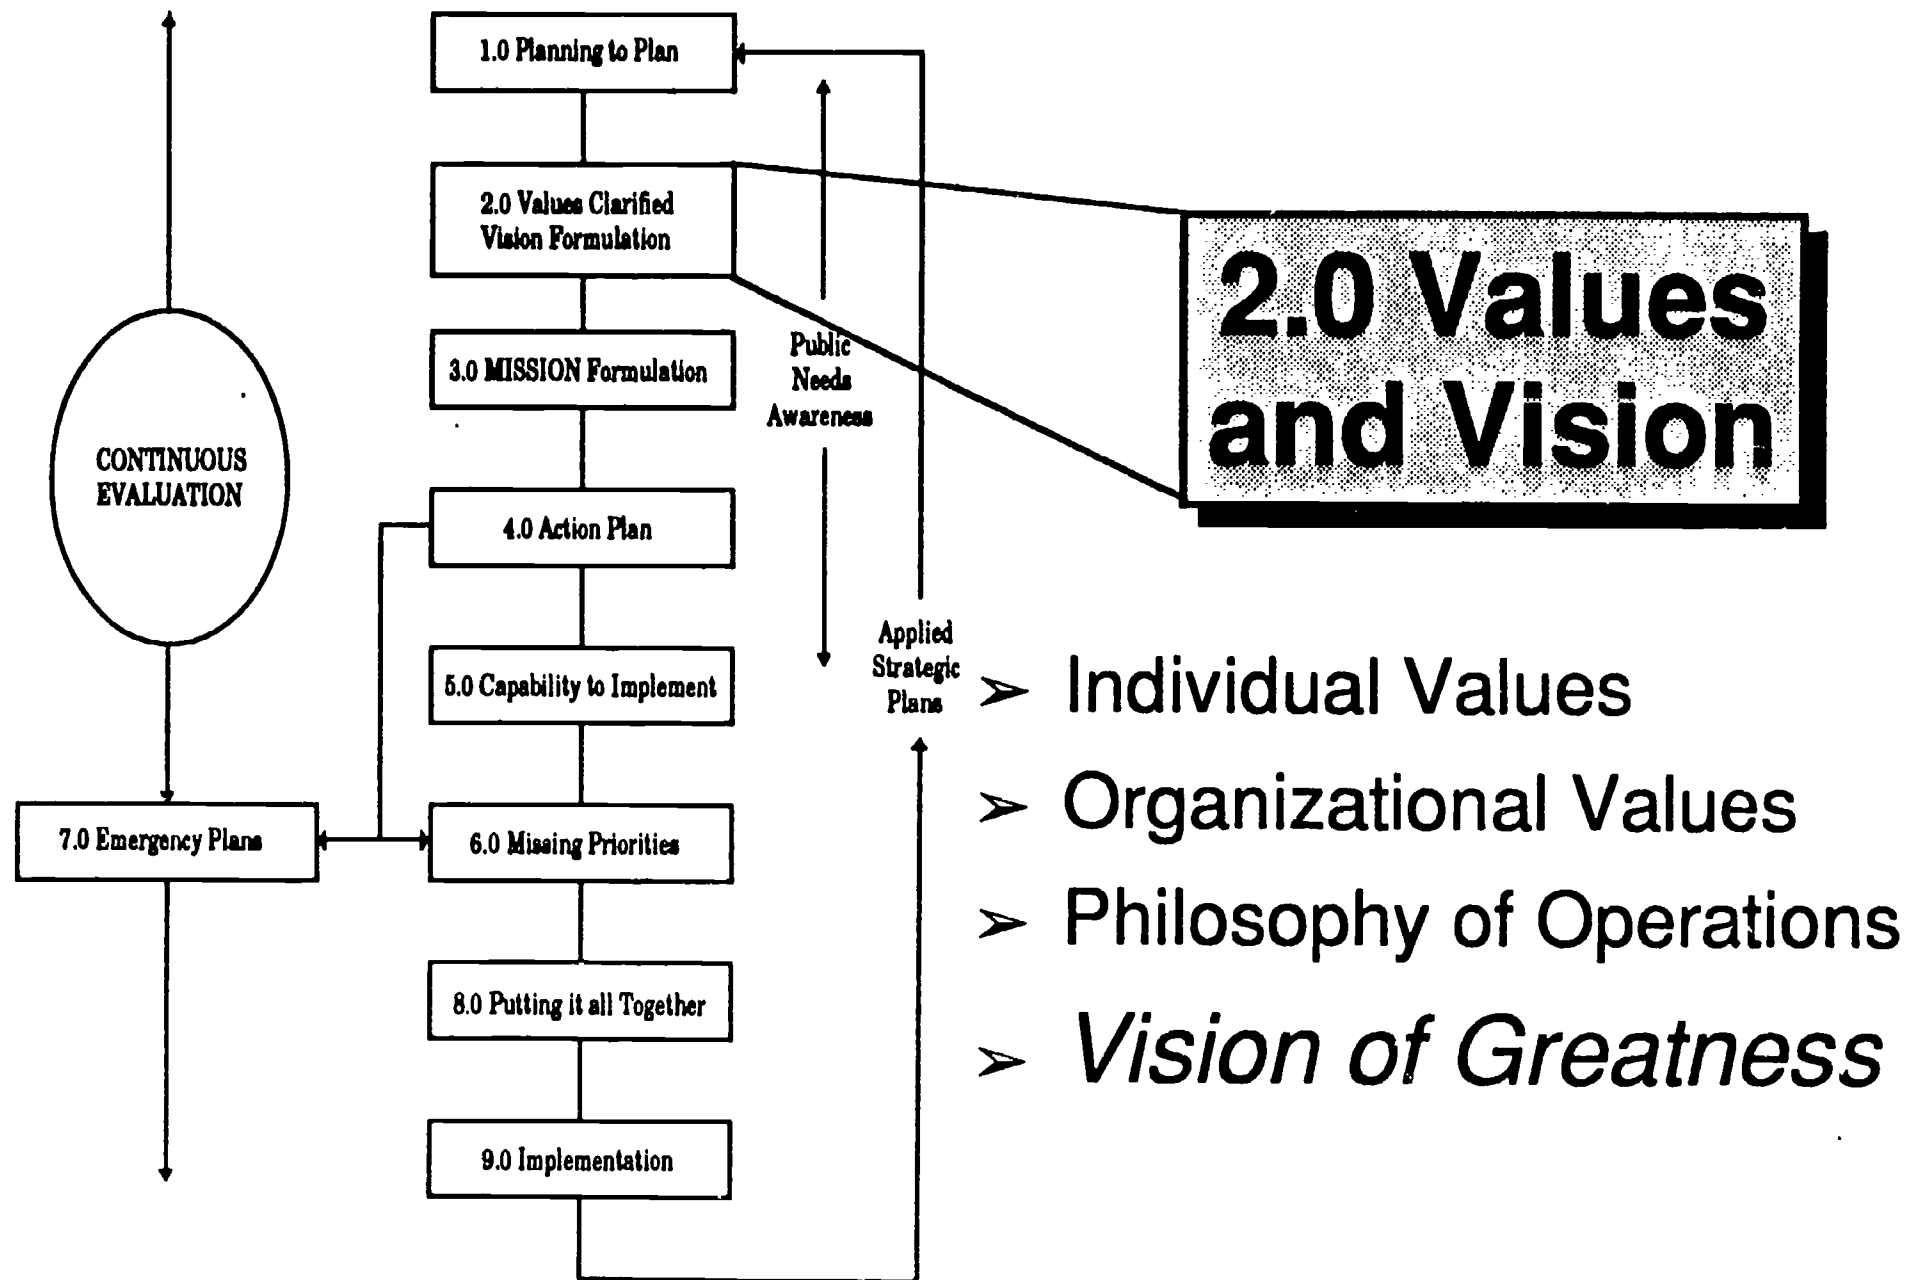 1.0 Planning to Plan
2.0 Values Clarified
Vision Formulation
3.0 MISSION Formulation
4.0 Action Plan
5.0 Capability to Implement
6.0 Missing Priorities
7.0 Emergency Plans
8.0 Putting it all Together
9.0 Implementation
CONTINUOUS
EVALUATION
Public
Needs
Awareness
Applied
Strategic
Plans
2.0 Values
and Vision
➢ Individual Values
➢ Organizational Values
➢ Philosophy of Operations
➢ Vision of Greatness